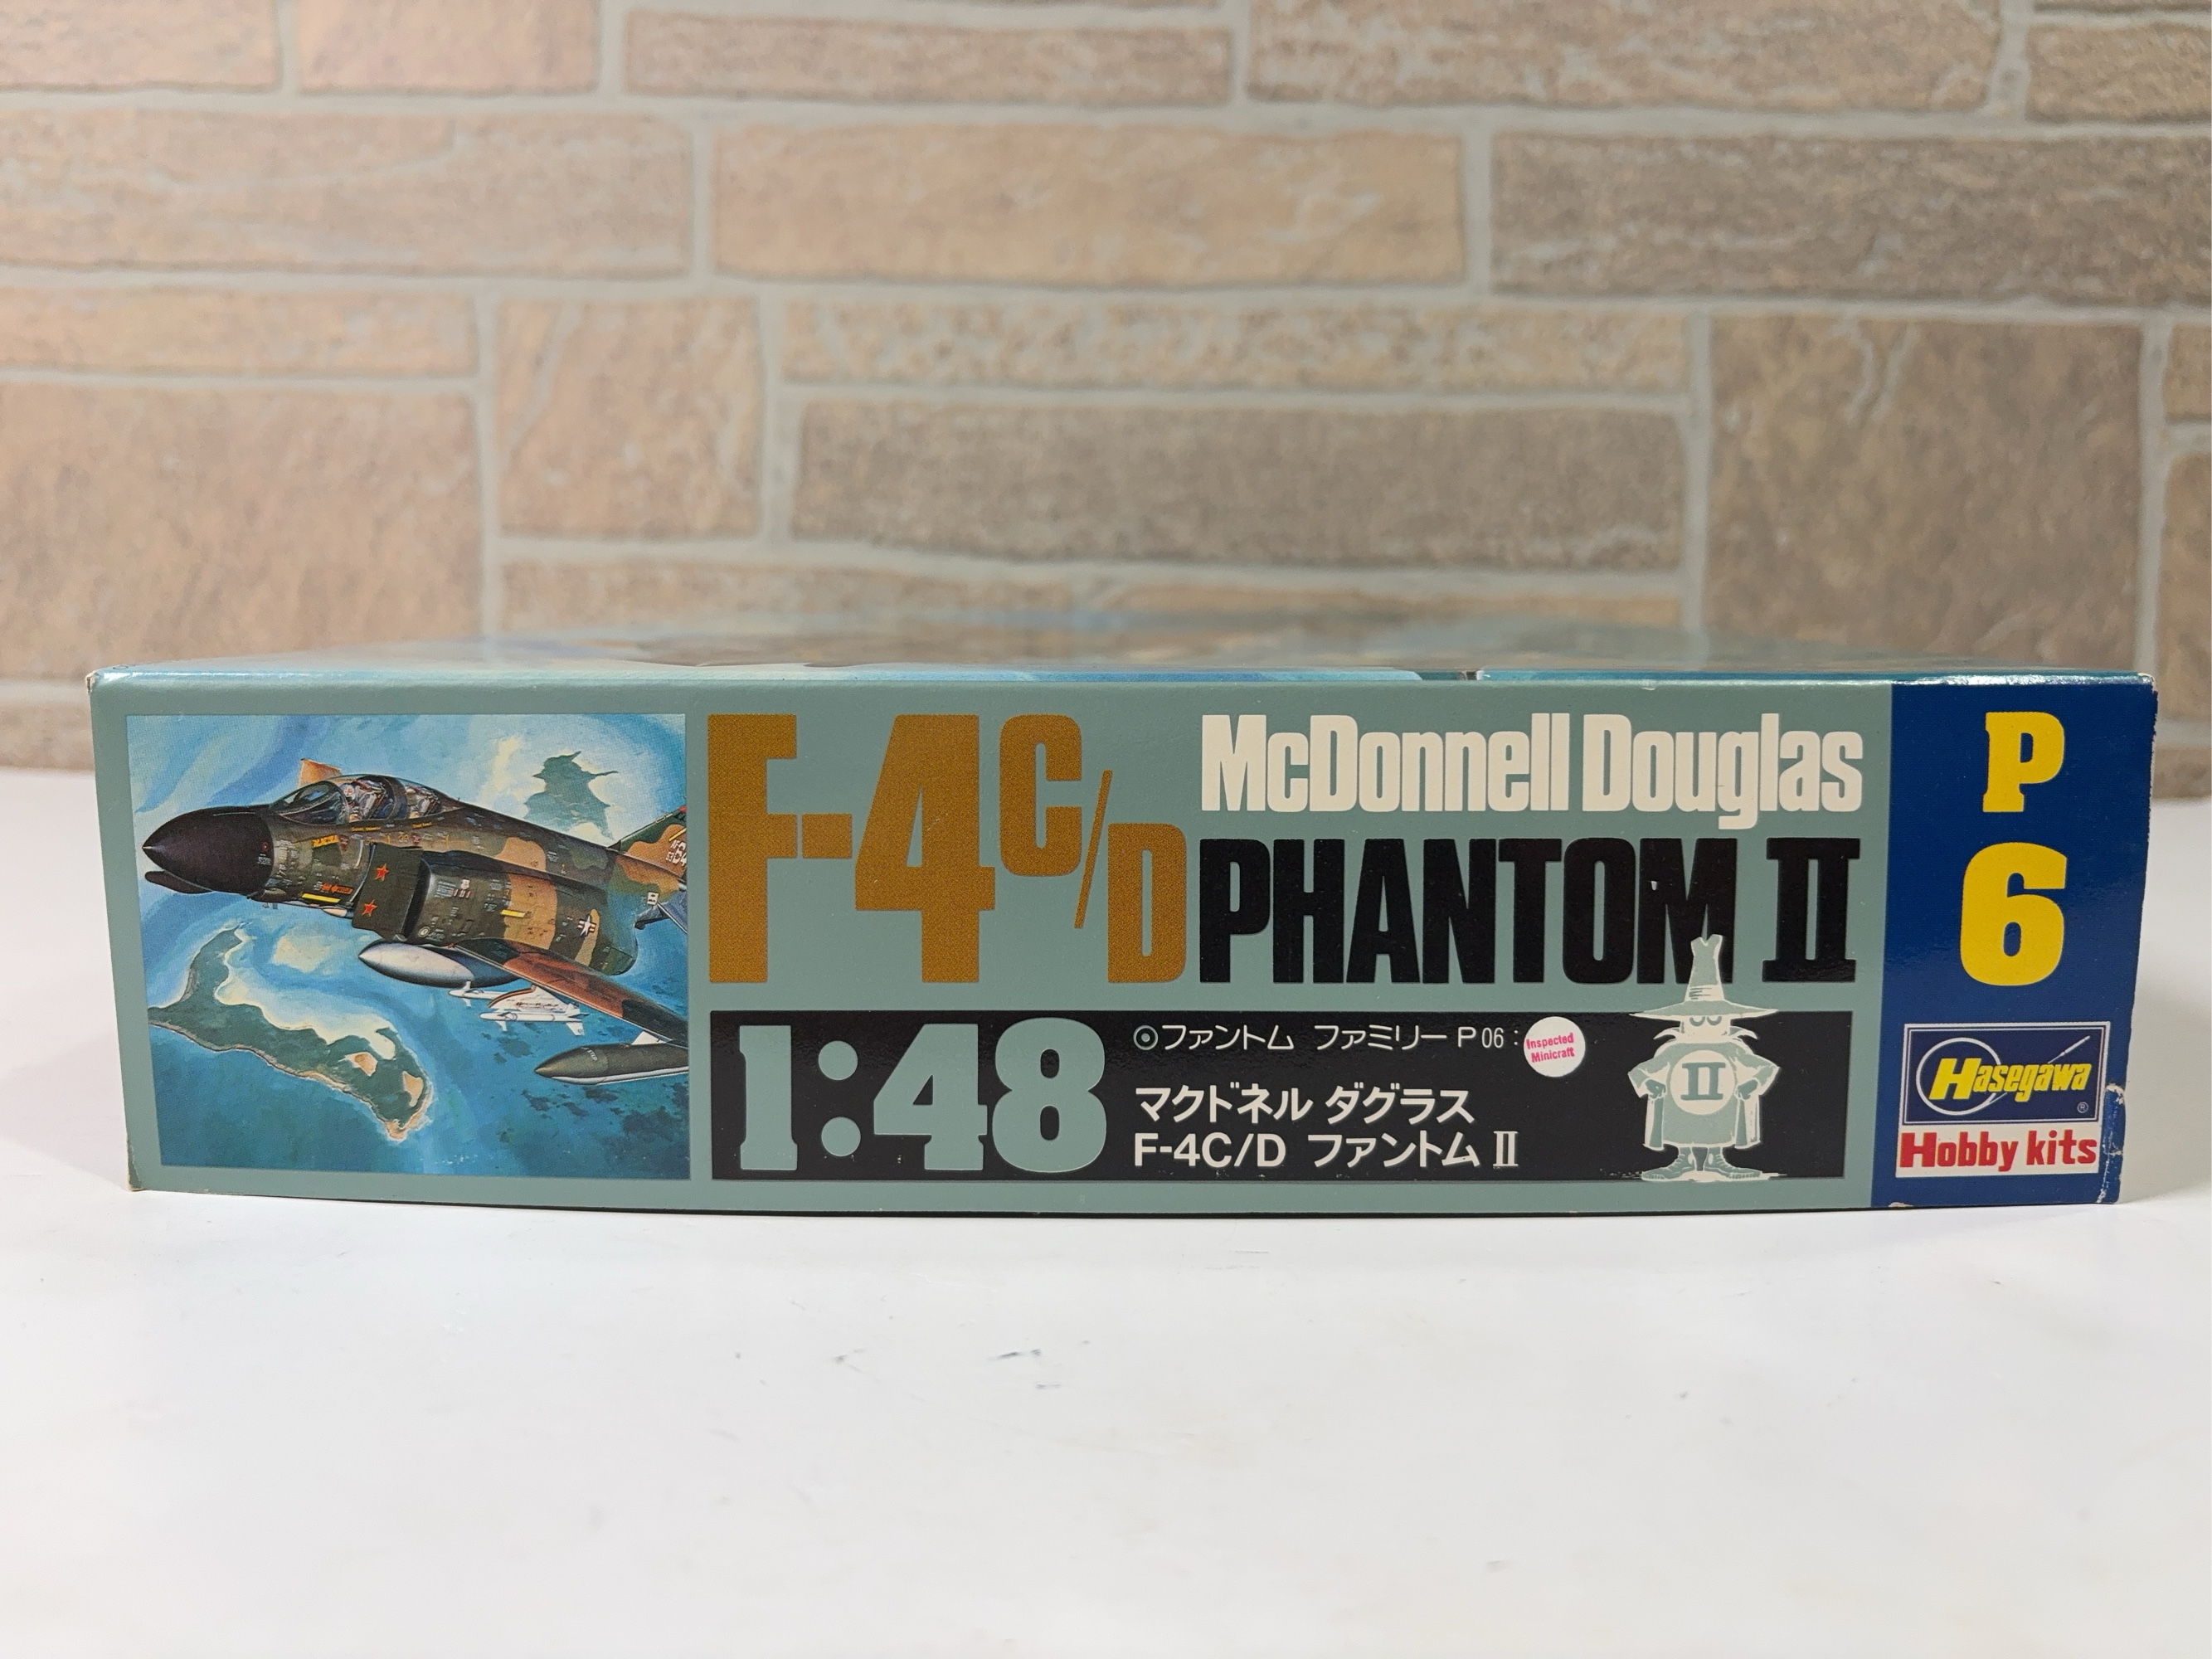 F-4C/D
McDonnell Douglas
PHANTOM II
1:48
ファントム ファミリー P 06 :
Inspected
Minicraft
マクドネル ダグラス
F-4C/D ファントム II
II
P
6
Hasegawa
®
Hobby kits